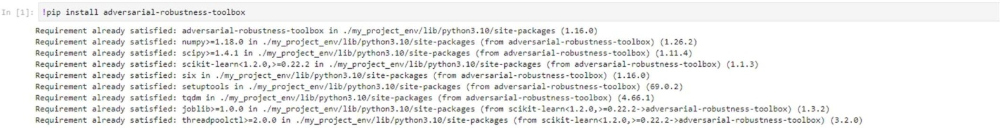 In [1]: !pip install adversarial-robustness-toolbox
Requirement already satisfied: adversarial-robustness-toolbox in ./my_project_env/lib/python3.10/site-packages (1.16.0)
Requirement already satisfied: numpy>=1.18.0 in ./my_project_env/lib/python3.10/site-packages (from adversarial-robustness-toolbox) (1.26.2)
Requirement already satisfied: scipy>=1.4.1 in ./my_project_env/lib/python3.10/site-packages (from adversarial-robustness-toolbox) (1.11.4)
Requirement already satisfied: scikit-learn<1.2.0,>=0.22.2 in ./my_project_env/lib/python3.10/site-packages (from adversarial-robustness-toolbox) (1.1.3)
Requirement already satisfied: six in ./my_project_env/lib/python3.10/site-packages (from adversarial-robustness-toolbox) (1.16.0)
Requirement already satisfied: setuptools in ./my_project_env/lib/python3.10/site-packages (from adversarial-robustness-toolbox) (69.0.2)
Requirement already satisfied: tqdm in ./my_project_env/lib/python3.10/site-packages (from adversarial-robustness-toolbox) (4.66.1)
Requirement already satisfied: joblib>=1.0.0 in ./my_project_env/lib/python3.10/site-packages (from scikit-learn<1.2.0,>=0.22.2->adversarial-robustness-toolbox) (1.3.2)
Requirement already satisfied: threadpoolctl>=2.0.0 in ./my_project_env/lib/python3.10/site-packages (from scikit-learn<1.2.0,>=0.22.2->adversarial-robustness-toolbox) (3.2.0)